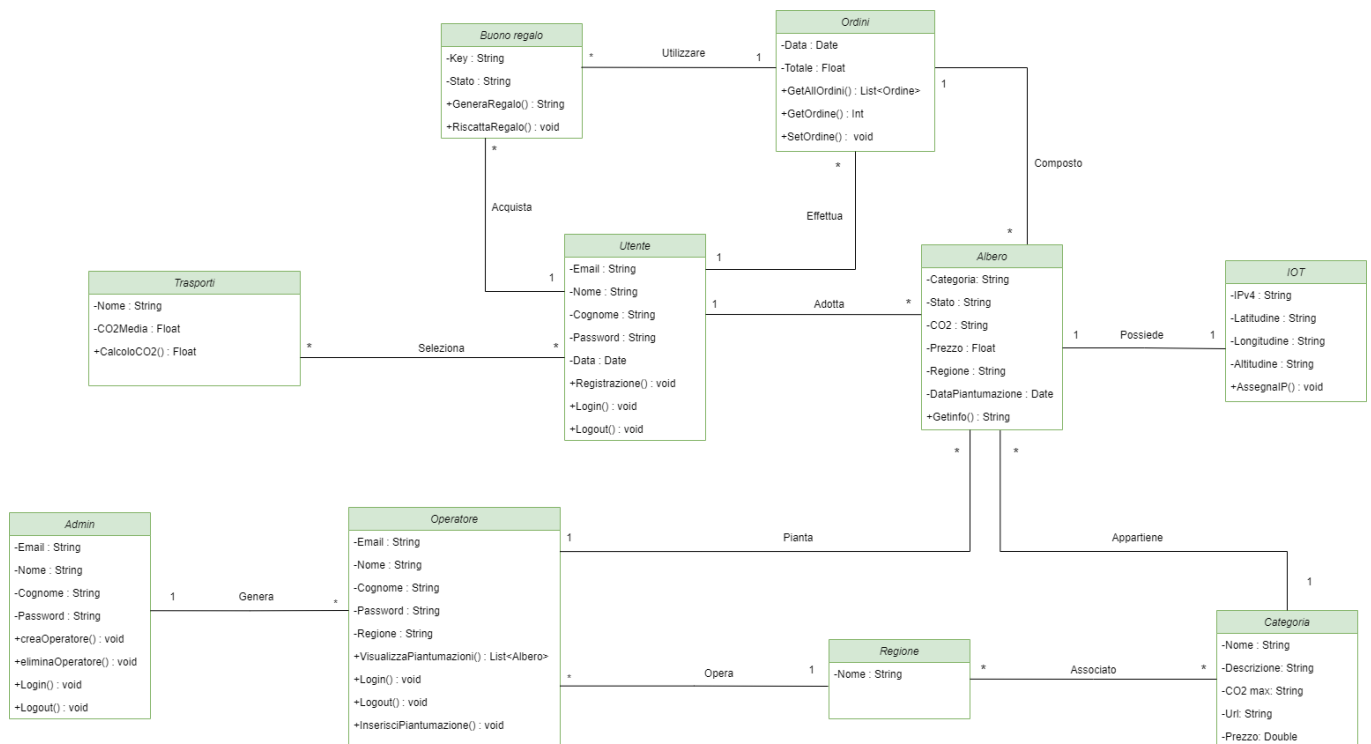 Buono regalo
-Key : String
-Stato : String
+GeneraRegalo() : String
+RiscattaRegalo() : void
*
Utilizzare
1
Ordini
-Data : Date
-Totale : Float
+GetAllOrdini() : List<Ordine>
+GetOrdine() : Int
+SetOrdine() : void
1
Composto
*
*
Acquista
1
*
Effettua
1
Trasporti
-Nome : String
-CO2Media : Float
+CalcoloCO2() : Float
*
Seleziona
*
Utente
-Email : String
-Nome : String
-Cognome : String
-Password : String
-Data : Date
+Registrazione() : void
+Login() : void
+Logout() : void
1
Adotta
*
Albero
-Categoria: String
-Stato : String
-CO2 : String
-Prezzo : Float
-Regione : String
-DataPiantumazione : Date
+Getinfo() : String
1
Possiede
1
IOT
-IPv4 : String
-Latitudine : String
-Longitudine : String
-Altitudine : String
+AssegnaIP() : void
*
*
Admin
-Email : String
-Nome : String
-Cognome : String
-Password : String
+creaOperatore() : void
+eliminaOperatore() : void
+Login() : void
+Logout() : void
1
Genera
*
Operatore
-Email : String
-Nome : String
-Cognome : String
-Password : String
-Regione : String
+VisualizzaPiantumazioni() : List<Albero>
+Login() : void
+Logout() : void
+InserisciPiantumazione() : void
1
Pianta
Appartiene
1
*
Opera
1
Regione
-Nome : String
*
Associato
*
Categoria
-Nome : String
-Descrizione: String
-CO2 max: String
-Url: String
-Prezzo: Double